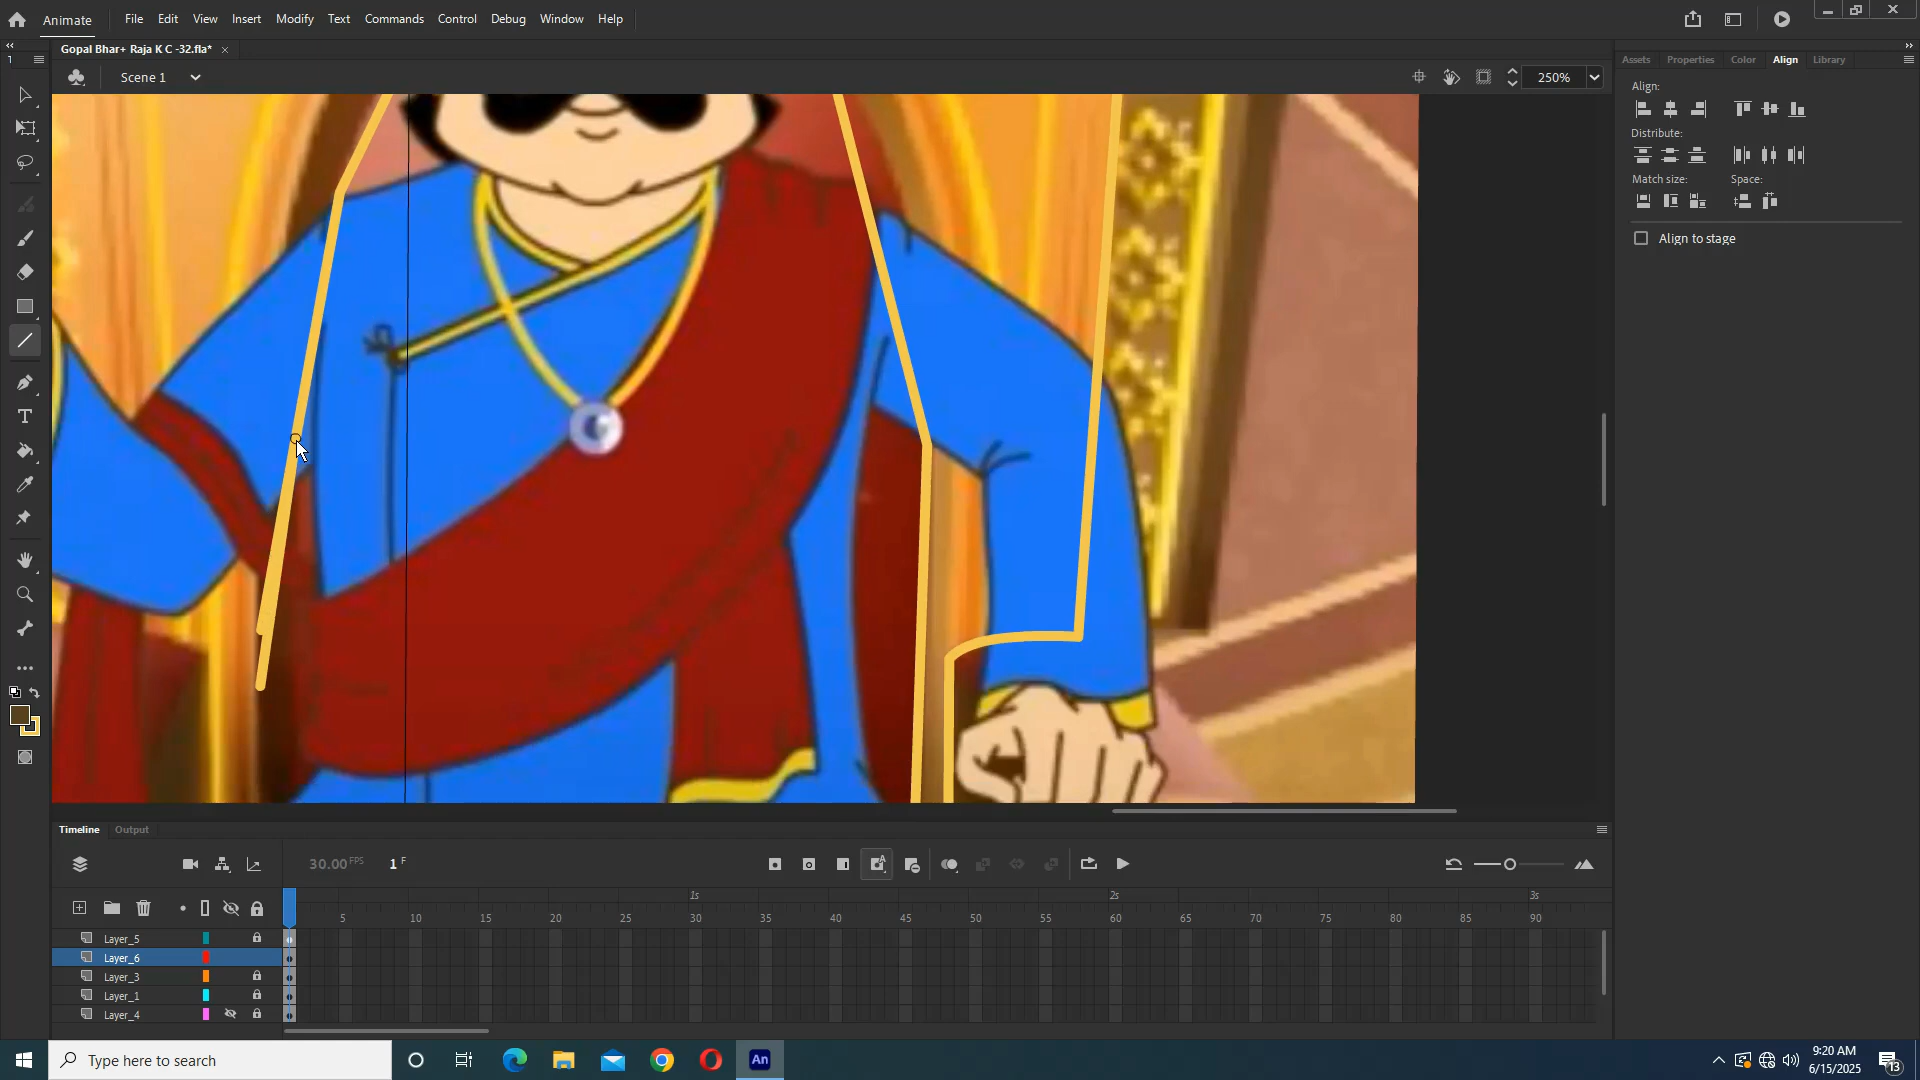 Animate File Edit View Insert Modify Text Commands Control Debug Window Help
Gopal Bhar+ Raja K C -32.fla* ×
Scene 1 250%
Assets Properties Color Align Library
Align:
Distribute:
Match size: Space:
Align to stage
Timeline Output
30.00 FPS 1 F
1s 2s 3s
5 10 15 20 25 30 35 40 45 50 55 60 65 70 75 80 85 90
Layer_5
Layer_6
Layer_3
Layer_1
Layer_4
Type here to search
An
9:20 AM
6/15/2025
13